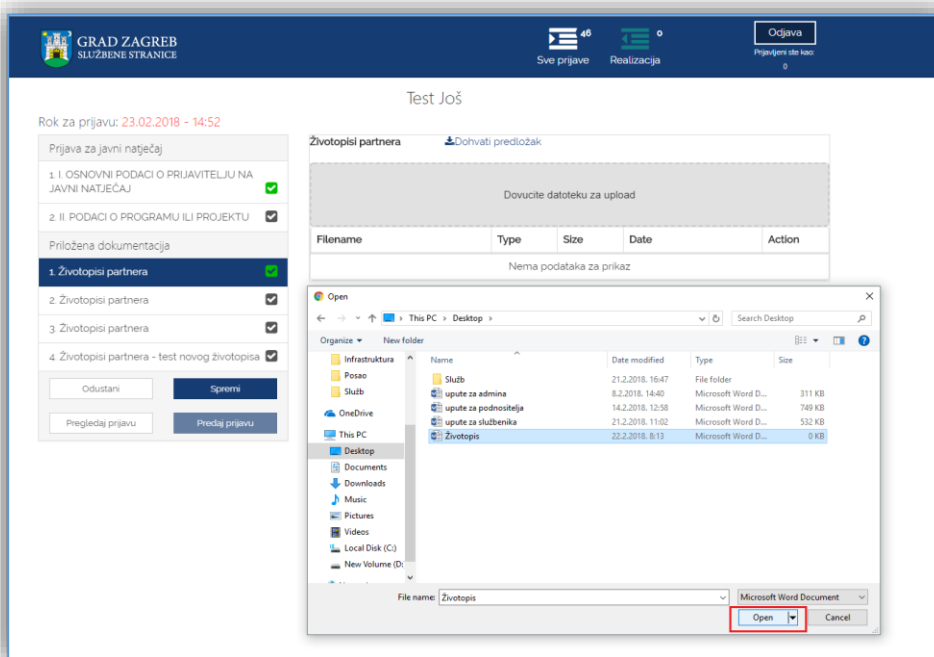 GRAD ZAGREB
SLUŽBENE STRANICE
46
Sve prijave
0
Realizacija
Odjava
Prijavljeni ste kao:
0
Test Još
Rok za prijavu: 23.02.2018 - 14:52
Prijava za javni natječaj
1. I. OSNOVNI PODACI O PRIJAVITELJU NA
JAVNI NATJEČAJ
2. II. PODACI O PROGRAMU ILI PROJEKTU
Priložena dokumentacija
1. Životopisi partnera
2. Životopisi partnera
3. Životopisi partnera
4. Životopisi partnera - test novog životopisa
Odustani
Spremi
Pregledaj prijavu
Predaj prijavu
Životopisi partnera
Dohvati predložak
Dovucite datoteku za upload
Filename Type Size Date Action
Nema podataka za prikaz
Open
This PC › Desktop ›
Search Desktop
Organize
New folder
Infrastruktura
Posao
Služb
OneDrive
This PC
Desktop
Documents
Downloads
Music
Pictures
Videos
Local Disk (C:)
New Volume (D:
Name Date modified Type Size
Služb 21.2.2018. 16:47 File folder
upute za admina 8.2.2018. 14:40 Microsoft Word D... 311 KB
upute za podnositelja 14.2.2018. 12:58 Microsoft Word D... 749 KB
upute za službenika 21.2.2018. 11:02 Microsoft Word D... 532 KB
Životopis 22.2.2018. 8:13 Microsoft Word D... 0 KB
File name: Životopis
Microsoft Word Document
Open
Cancel